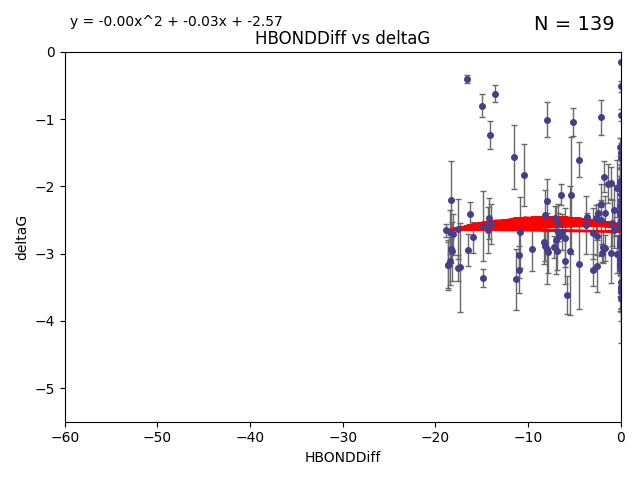 y = -0.00x^2 + -0.03x + -2.57
N = 139
HBONDDiff vs deltaG
0
−1
−2
−3
−4
−5
deltaG
−60
−50
−40
−30
−20
−10
0
HBONDDiff